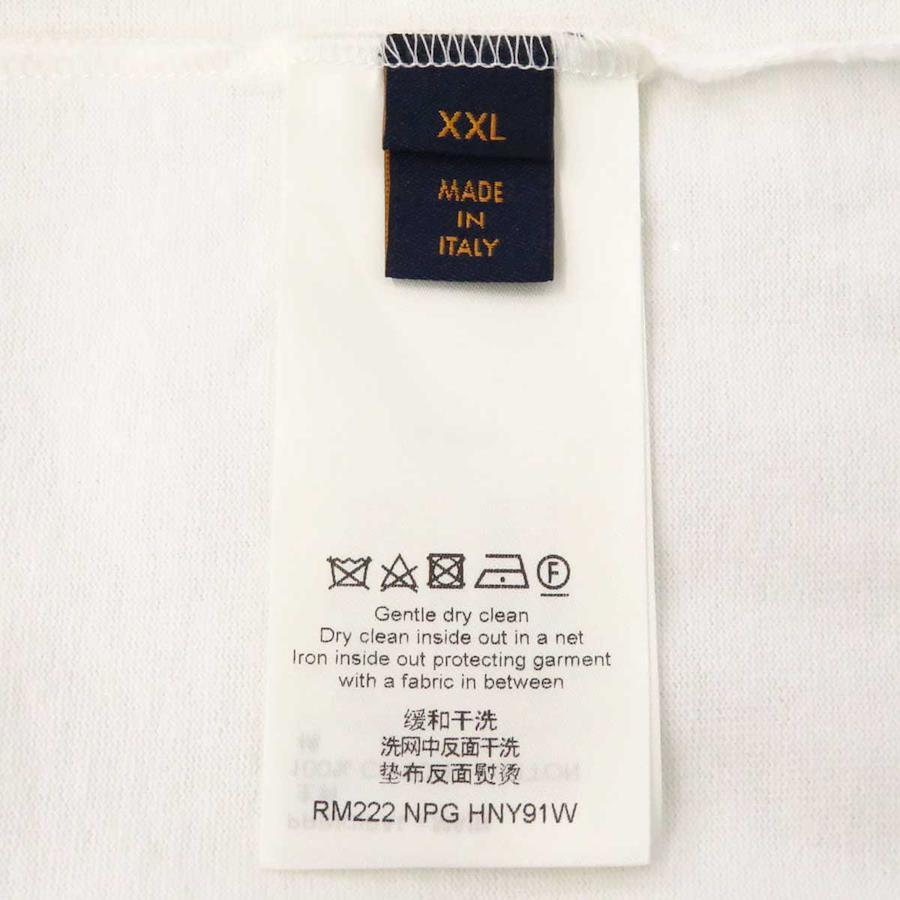 XXL
MADE
IN
ITALY
F
Gentle dry clean
Dry clean inside out in a net
Iron inside out protecting garment
with a fabric in between
缓和干洗
洗网中反面干洗
垫布反面熨烫
RM222 NPG HNY91W